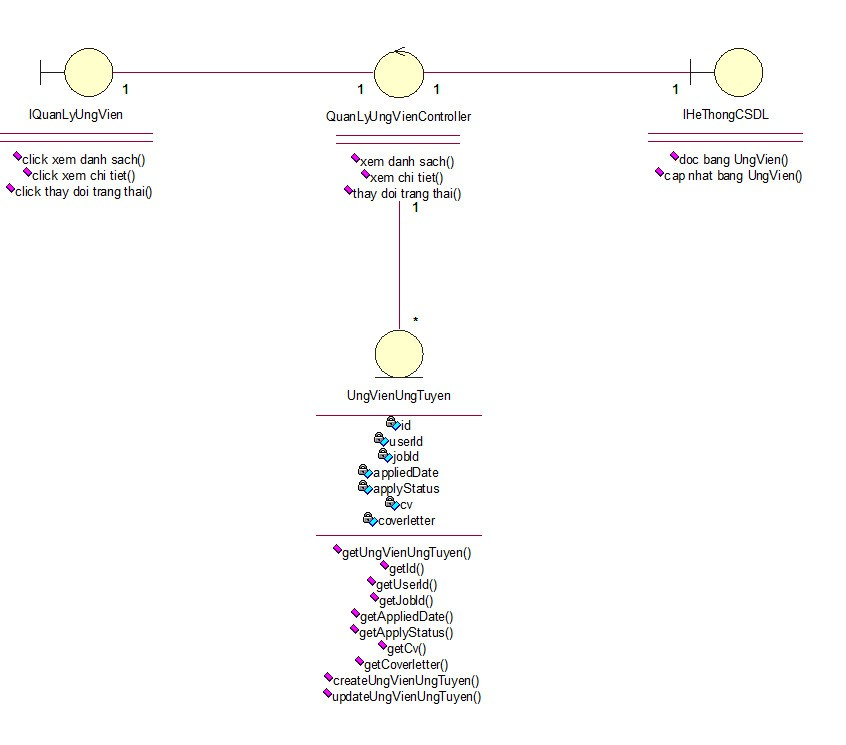 1
1
1
1
IQuanLyUngVien
QuanLyUngVienController
IHeThongCSDL
click xem danh sach()
click xem chi tiet()
click thay doi trang thai()
xem danh sach()
xem chi tiet()
thay doi trang thai()
doc bang UngVien()
cap nhat bang UngVien()
1
*
UngVienUngTuyen
id
userId
jobId
appliedDate
applyStatus
cv
coverletter
getUngVienUngTuyen()
getId()
getUserId()
getJobId()
getAppliedDate()
getApplyStatus()
getCv()
getCoverletter()
createUngVienUngTuyen()
updateUngVienUngTuyen()